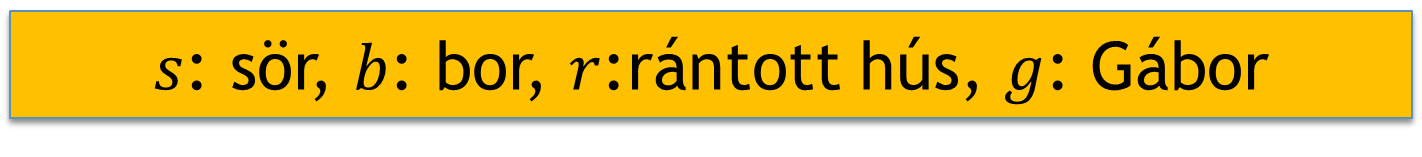 s: sör, b: bor, r:rántott hús, g: Gábor